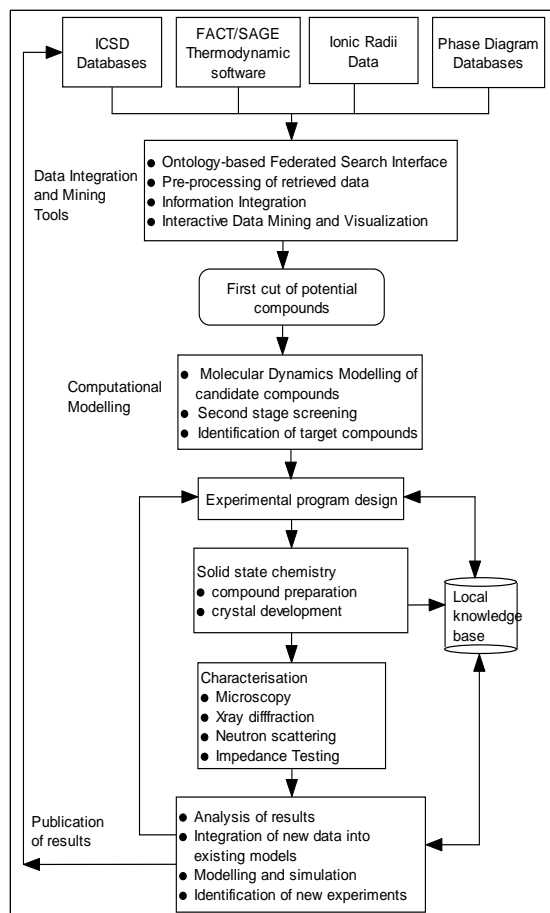 ICSD
Databases
FACT/SAGE
Thermodynamic
software
Ionic Radii
Data
Phase Diagram
Databases
Data Integration
and Mining
Tools
● Ontology-based Federated Search Interface
● Pre-processing of retrieved data
● Information Integration
● Interactive Data Mining and Visualization
First cut of potential
compounds
Computational
Modelling
● Molecular Dynamics Modelling of
candidate compounds
● Second stage screening
● Identification of target compounds
Experimental program design
Solid state chemistry
● compound preparation
● crystal development
Local
knowledge
base
Characterisation
● Microscopy
● Xray diffraction
● Neutron scattering
● Impedance Testing
Publication
of results
● Analysis of results
● Integration of new data into
existing models
● Modelling and simulation
● Identification of new experiments